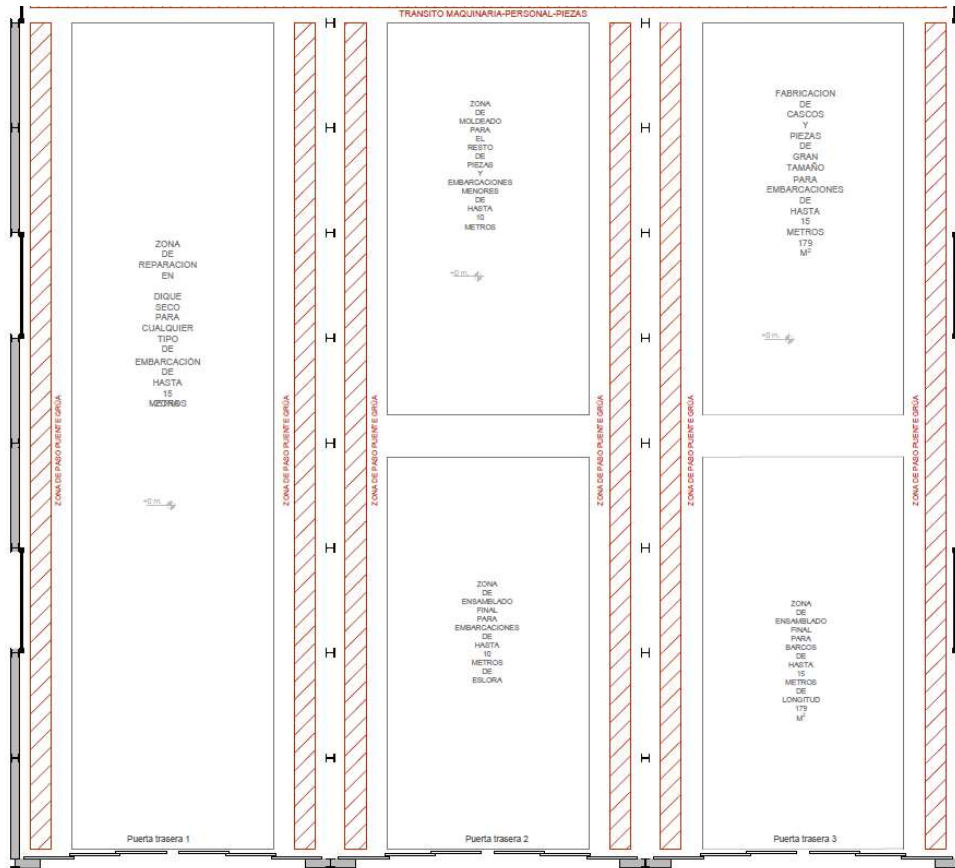 TRANSITO MAQUINARIA-PERSONAL-PIEZAS
ZONA
DE
REPARACION
EN
DIQUE
SECO
PARA
CUALQUIER
TIPO
DE
EMBARCACIÓN
DE
HASTA
15
+0 m.
ZONA DE PASO PUENTE GRÚA
ZONA DE PASO PUENTE GRÚA
Puerta trasera 1
ZONA
DE
MOLDEADO
PARA
EL
RESTO
DE
PIEZAS
Y
EMBARCACIONES
MENORES
DE
HASTA
10
METROS
+0 m.
ZONA DE PASO PUENTE GRÚA
ZONA DE PASO PUENTE GRÚA
ZONA
DE
ENSAMBLADO
FINAL
PARA
EMBARCACIONES
DE
HASTA
10
METROS
DE
ESLORA
Puerta trasera 2
FABRICACION
DE
CASCOS
Y
PIEZAS
DE
GRAN
TAMAÑO
PARA
EMBARCACIONES
DE
HASTA
15
METROS
179
M²
+0 m.
ZONA DE PASO PUENTE GRÚA
ZONA DE PASO PUENTE GRÚA
ZONA
DE
ENSAMBLADO
FINAL
PARA
BARCOS
DE
HASTA
15
METROS
DE
LONGITUD
179
M²
Puerta trasera 3